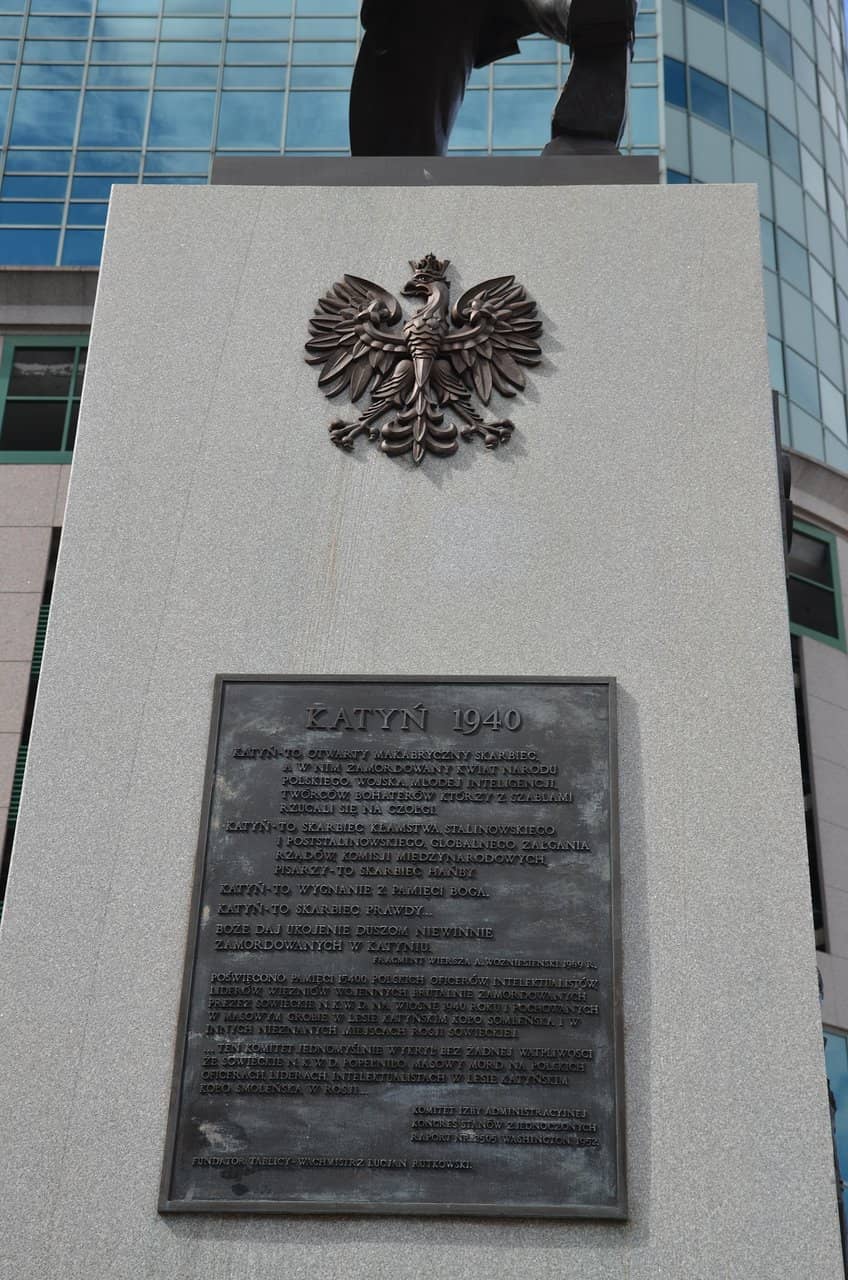 KATYŃ 1940
KATYŃ-TO, OTWARTY MAKABRYCZNY SKARBIEC,
A W NIM ZAMORDOWANY KWIAT NARODU
POLSKIEGO, WOJSKA, MŁODEJ INTELIGENCJI,
TWÓRCÓW, BOHATERÓW, KTÓRZY Z SZABLAMI
RZUCALI SIĘ NA CZOŁGI.
KATYŃ-TO, SKARBIEC, KŁAMSTWA, STALINOWSKIEGO
I POSTSTALINOWSKIEGO, GLOBALNEGO ZAŁGANIA
RZĄDÓW, KOMISJI MIĘDZYNARODOWYCH,
PISARZY-TO SKARBIEC, HAŃBY.
KATYŃ-TO, WYGNANIE Z PAMIĘCI BOGA.
KATYŃ-TO, SKARBIEC PRAWDY...
BOŻE DAJ UKOJENIE DUSZOM NIEWINNIE
ZAMORDOWANYCH W KATYNIU.
FRAGMENT WIERSZA A. WOZNIESIENSKI 1989 R.
POŚWIĘCONO PAMIĘCI 15400 POLSKICH OFICERÓW, INTELEKTUALISTÓW
LIDERÓW, WIĘŹNIÓW WOJENNYCH BRUTALNIE ZAMORDOWANYCH
PRZEZ SOWIECKIE N.K.W.D. NA WIOSNĘ 1940 ROKU I POCHOWANYCH
W MASOWYM GROBIE W LESIE KATYŃSKIM, KOŁO SOMLEŃSKA I W
INNYCH NIEZNANYCH MIEJSCACH ROSJI SOWIECKIEJ.
... TEN KOMITET JEDNOMYŚLNIE WYKRYŁ BEZ ŻADNEJ WĄTPLIWOŚCI
ŻE SOWIECKIE N.K.W.D. POPEŁNIŁO MASOWY MORD NA POLSKICH
OFICERACH, LIDERACH, INTELEKTUALISTACH W LESIE KATYŃSKIM
KOŁO SMOLEŃSKA W ROSJI...
KOMITET IZBY ADMINISTRACYJNEJ
KONGRES STANÓW ZJEDNOCZONYCH
RAPORT NR. 2505 WASHINGTON 1952
FUNDATOR TABLICY-WACHMISTRZ LUCJAN RUTKOWSKI.